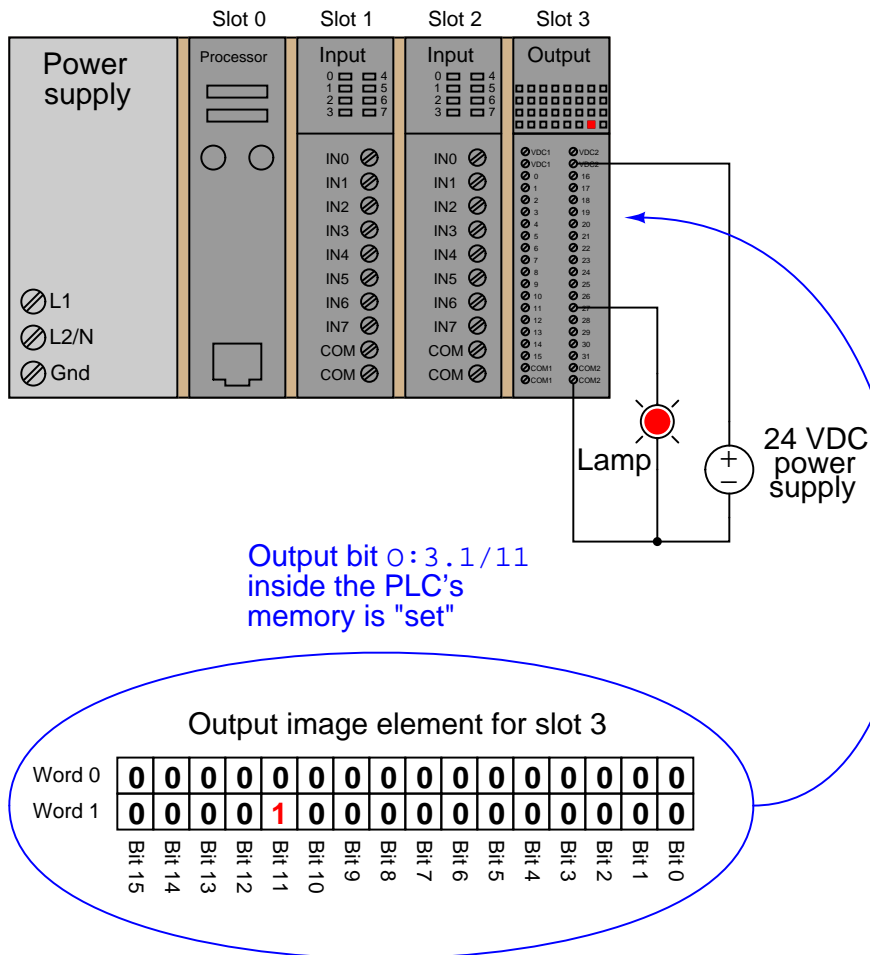 Slot 0 Slot 1 Slot 2 Slot 3
Power
supply
Processor
Input
0 4
1 5
2 6
3 7
Input
0 4
1 5
2 6
3 7
Output
L1
L2/N
Gnd
IN0
IN1
IN2
IN3
IN4
IN5
IN6
IN7
COM
COM
IN0
IN1
IN2
IN3
IN4
IN5
IN6
IN7
COM
COM
VDC1 VDC2
VDC1 VDC2
0 16
1 17
2 18
3 19
4 20
5 21
6 22
7 23
8 24
9 25
10 26
11 27
12 28
13 29
14 30
15 31
COM1 COM2
COM1 COM2
Lamp
+
−
24 VDC
power
supply
Output bit O:3.1/11
inside the PLC's
memory is "set"
Output image element for slot 3
Word 0 0 0 0 0 0 0 0 0 0 0 0 0 0 0 0 0
Word 1 0 0 0 0 1 0 0 0 0 0 0 0 0 0 0 0
Bit 15 Bit 14 Bit 13 Bit 12 Bit 11 Bit 10 Bit 9 Bit 8 Bit 7 Bit 6 Bit 5 Bit 4 Bit 3 Bit 2 Bit 1 Bit 0